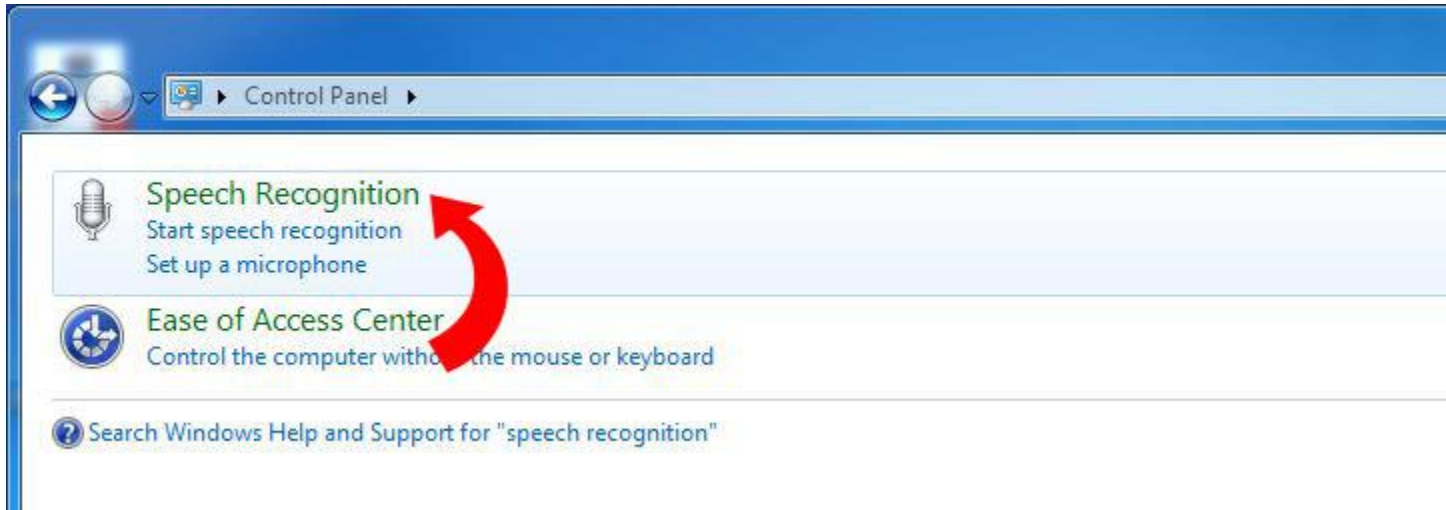 Control Panel
Speech Recognition
Start speech recognition
Set up a microphone
Ease of Access Center
Control the computer without the mouse or keyboard
Search Windows Help and Support for "speech recognition"